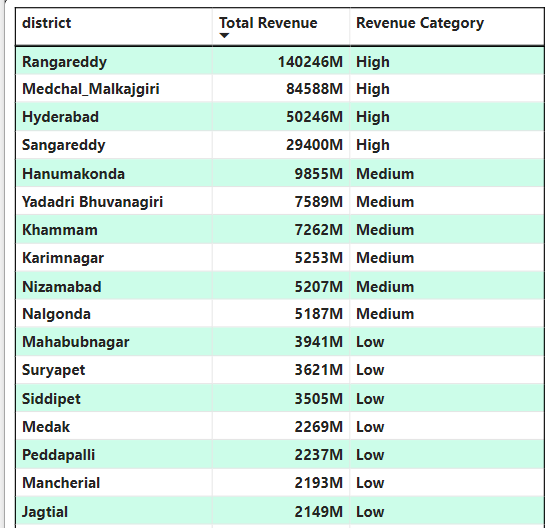 district Total Revenue Revenue Category
Rangareddy 140246M High
Medchal_Malkajgiri 84588M High
Hyderabad 50246M High
Sangareddy 29400M High
Hanumakonda 9855M Medium
Yadadri Bhuvanagiri 7589M Medium
Khammam 7262M Medium
Karimnagar 5253M Medium
Nizamabad 5207M Medium
Nalgonda 5187M Medium
Mahabubnagar 3941M Low
Suryapet 3621M Low
Siddipet 3505M Low
Medak 2269M Low
Peddapalli 2237M Low
Mancherial 2193M Low
Jagtial 2149M Low